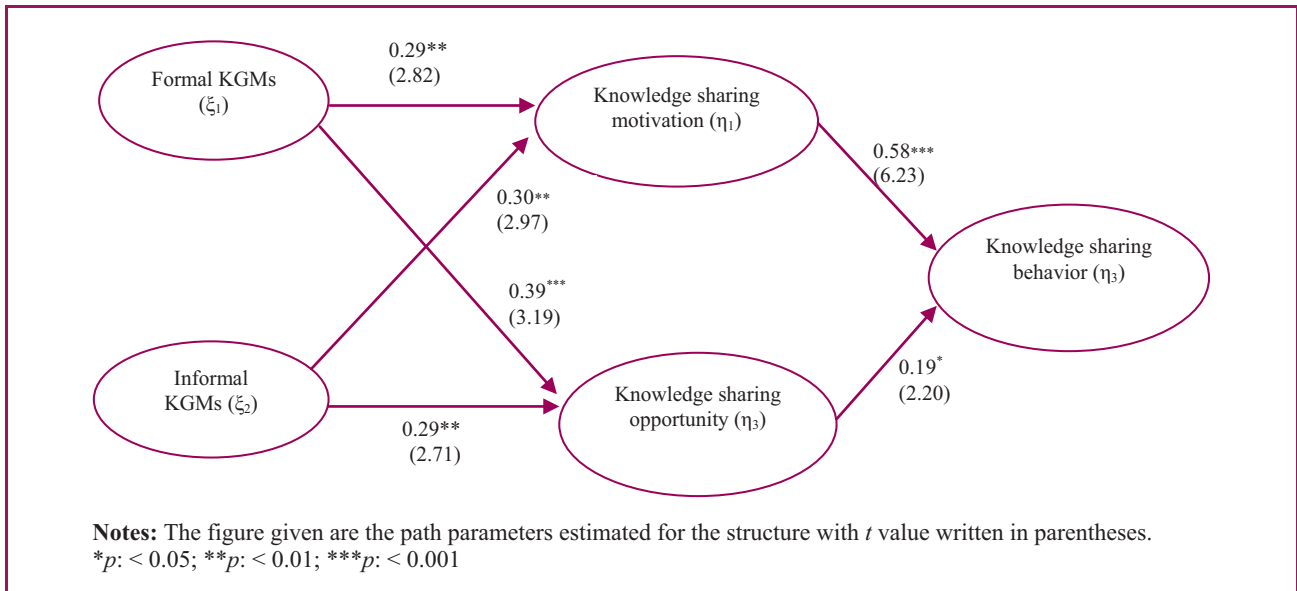 Formal KGMs
(ξ₁)
0.29**
(2.82)
Knowledge sharing
motivation (η₁)
0.58***
(6.23)
0.30**
(2.97)
Knowledge sharing
behavior (η₃)
0.39***
(3.19)
Informal
KGMs (ξ₂)
0.29**
(2.71)
Knowledge sharing
opportunity (η₃)
0.19*
(2.20)
Notes: The figure given are the path parameters estimated for the structure with t value written in parentheses.
*p: < 0.05; **p: < 0.01; ***p: < 0.001